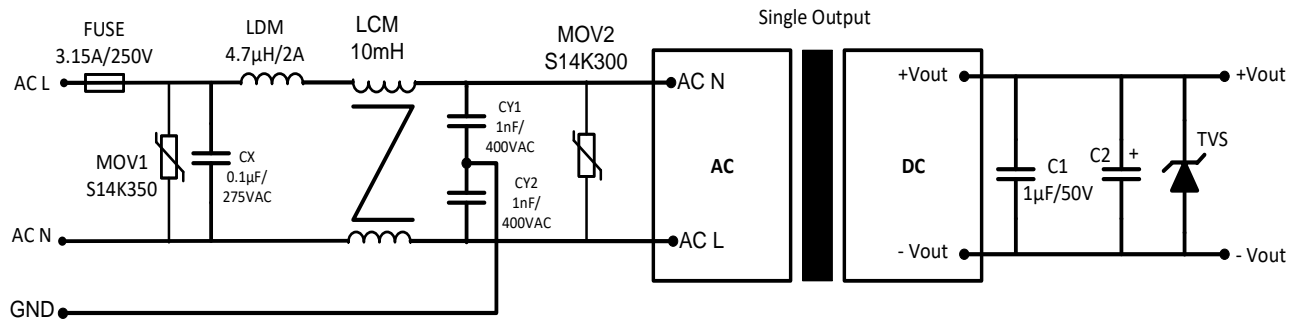 Single Output
FUSE
3.15A/250V
LDM
4.7µH/2A
LCM
10mH
MOV2
S14K300
AC L
AC N
+Vout
+Vout
CY1
1nF/
400VAC
MOV1
S14K350
CX
0.1µF/
275VAC
AC
DC
C1
1µF/50V
C2
+
TVS
CY2
1nF/
400VAC
AC N
AC L
- Vout
- Vout
GND